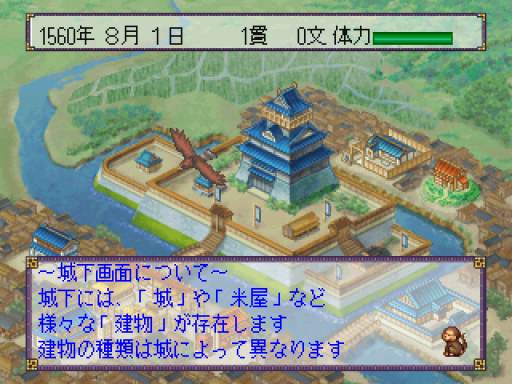 1560年 8月 1日 1貫 0文 体力
～城下画面について～
城下には、「城」や「米屋」など
様々な「建物」が存在します
建物の種類は城によって異なります